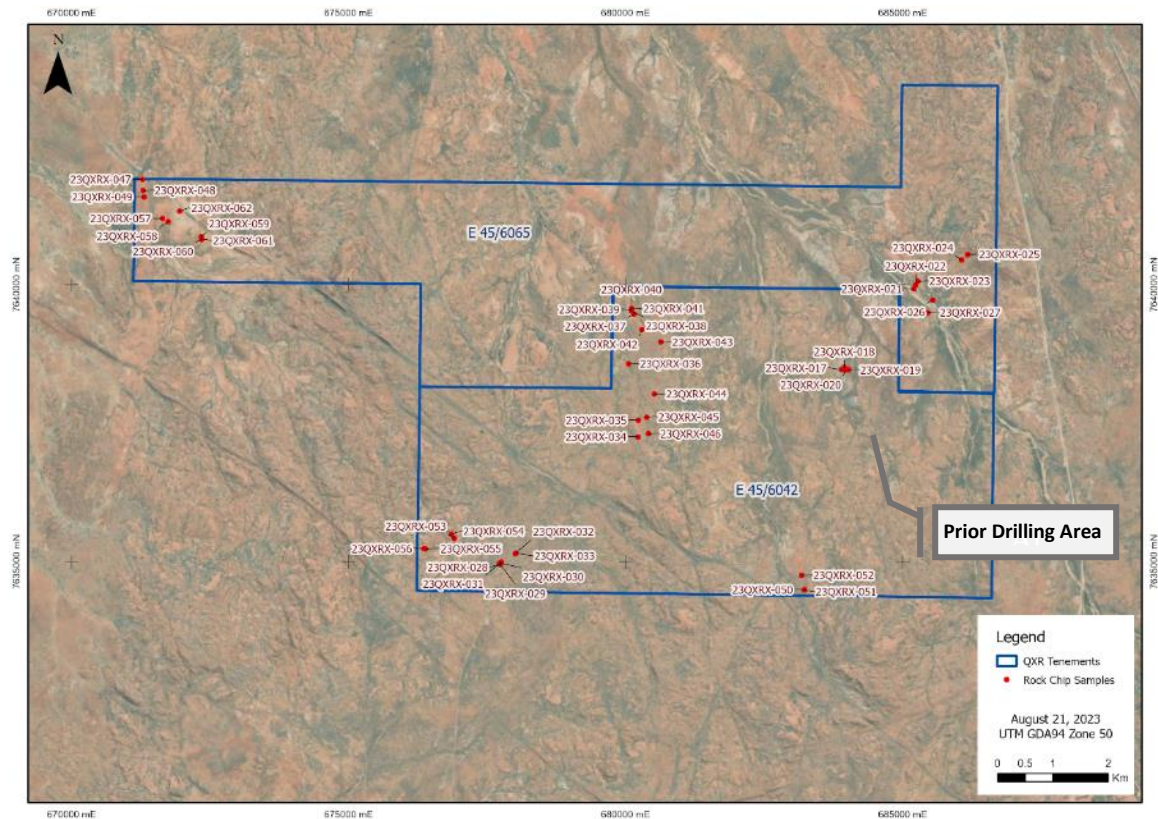 670000 mE
675000 mE
680000 mE
685000 mE
N
23QXRX-047
23QXRX-048
23QXRX-049
23QXRX-062
23QXRX-057
23QXRX-059
23QXRX-058
23QXRX-061
23QXRX-060
E 45/6065
23QXRX-024
23QXRX-025
23QXRX-022
23QXRX-023
23QXRX-021
23QXRX-026
23QXRX-027
7640000 mN
7640000 mN
23QXRX-040
23QXRX-039
23QXRX-041
23QXRX-037
23QXRX-038
23QXRX-042
23QXRX-043
23QXRX-036
23QXRX-018
23QXRX-017
23QXRX-019
23QXRX-020
23QXRX-044
23QXRX-035
23QXRX-045
23QXRX-034
23QXRX-046
E 45/6042
Prior Drilling Area
23QXRX-053
23QXRX-054
23QXRX-032
23QXRX-056
23QXRX-055
23QXRX-033
23QXRX-028
23QXRX-030
23QXRX-031
23QXRX-029
23QXRX-052
23QXRX-050
23QXRX-051
7635000 mN
7635000 mN
Legend
QXR Tenements
Rock Chip Samples
August 21, 2023
UTM GDA94 Zone 50
0 0.5 1 2
Km
670000 mE
675000 mE
680000 mE
685000 mE